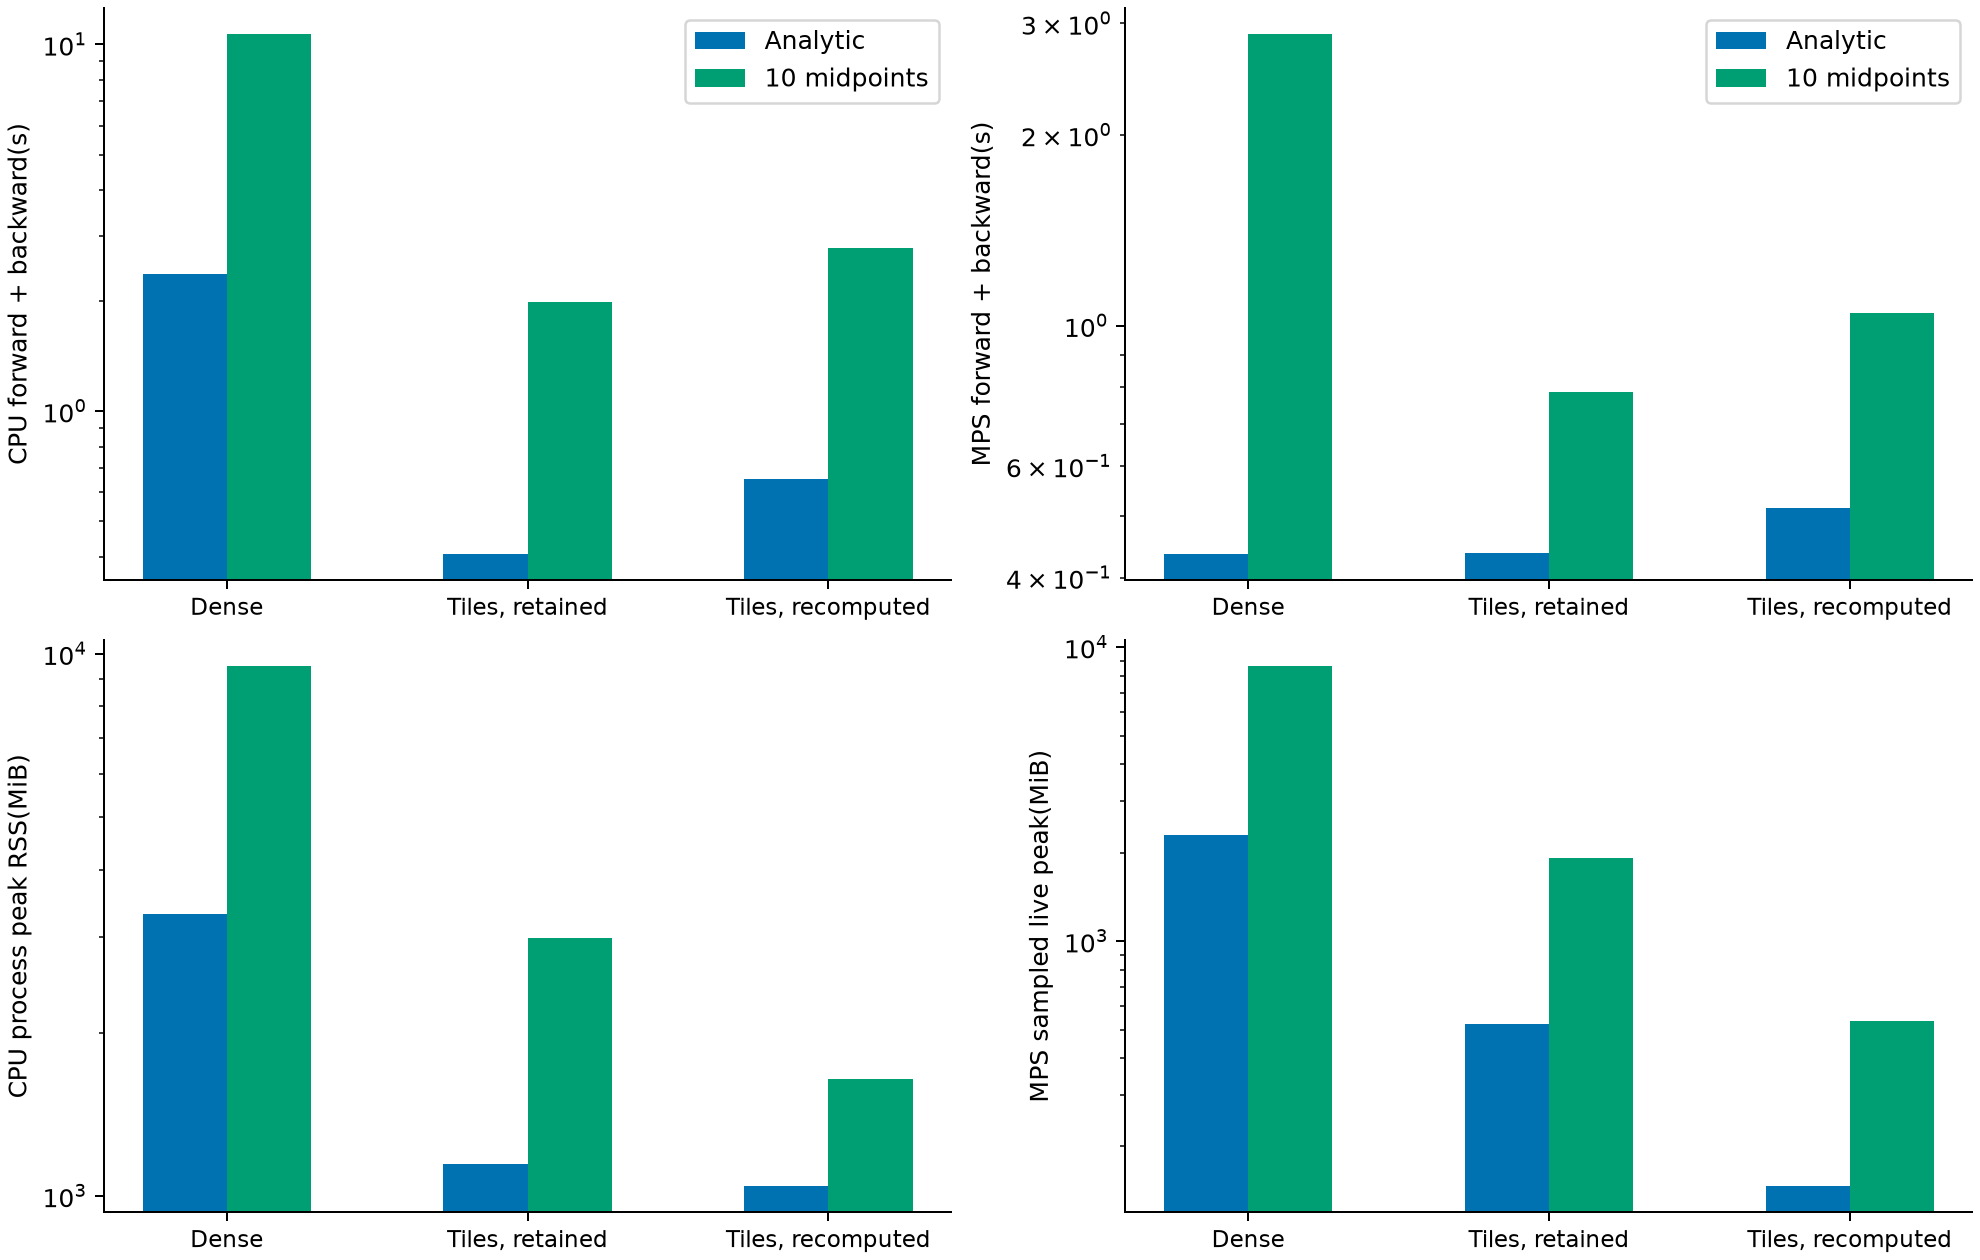 CPU forward + backward(s)
10¹
10⁰
Analytic
10 midpoints
Dense
Tiles, retained
Tiles, recomputed
MPS forward + backward(s)
3 × 10⁰
2 × 10⁰
10⁰
6 × 10⁻¹
4 × 10⁻¹
Analytic
10 midpoints
Dense
Tiles, retained
Tiles, recomputed
CPU process peak RSS(MiB)
10⁴
10³
Dense
Tiles, retained
Tiles, recomputed
MPS sampled live peak(MiB)
10⁴
10³
Dense
Tiles, retained
Tiles, recomputed